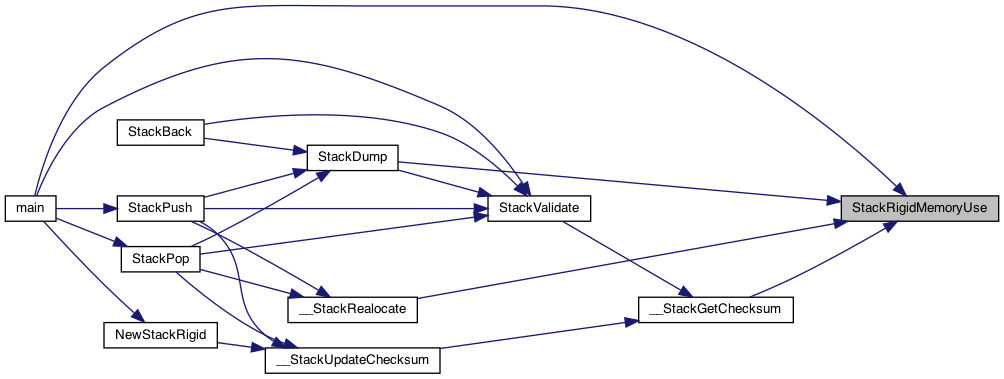 StackBack
StackDump
main
StackPush
StackValidate
StackRigidMemoryUse
StackPop
__StackRealocate
__StackGetChecksum
NewStackRigid
__StackUpdateChecksum